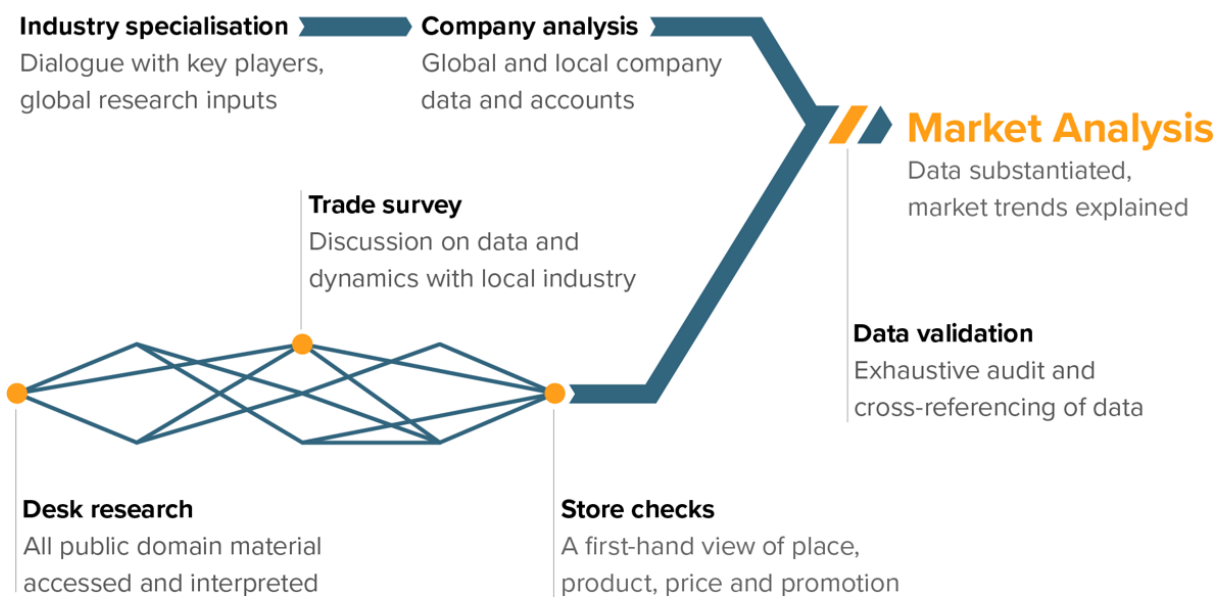 Industry specialisation
Dialogue with key players,
global research inputs
Company analysis
Global and local company
data and accounts
Market Analysis
Data substantiated,
market trends explained
Trade survey
Discussion on data and
dynamics with local industry
Data validation
Exhaustive audit and
cross-referencing of data
Desk research
All public domain material
accessed and interpreted
Store checks
A first-hand view of place,
product, price and promotion